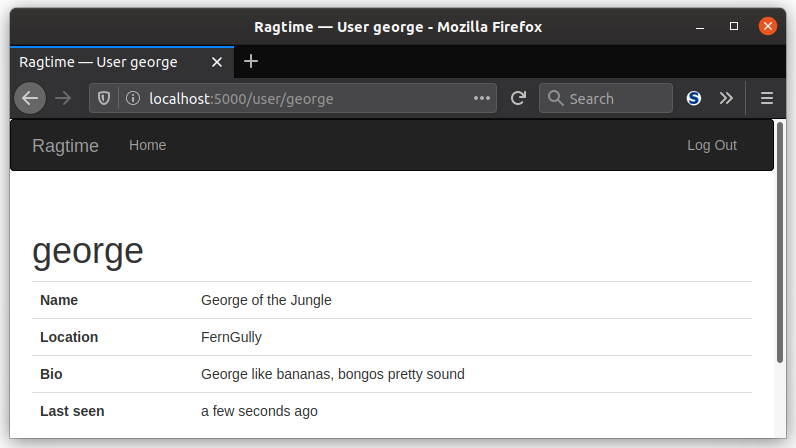 Ragtime — User george - Mozilla Firefox
Ragtime — User george
localhost:5000/user/george
Search
Ragtime Home Log Out
george
Name George of the Jungle
Location FernGully
Bio George like bananas, bongos pretty sound
Last seen a few seconds ago